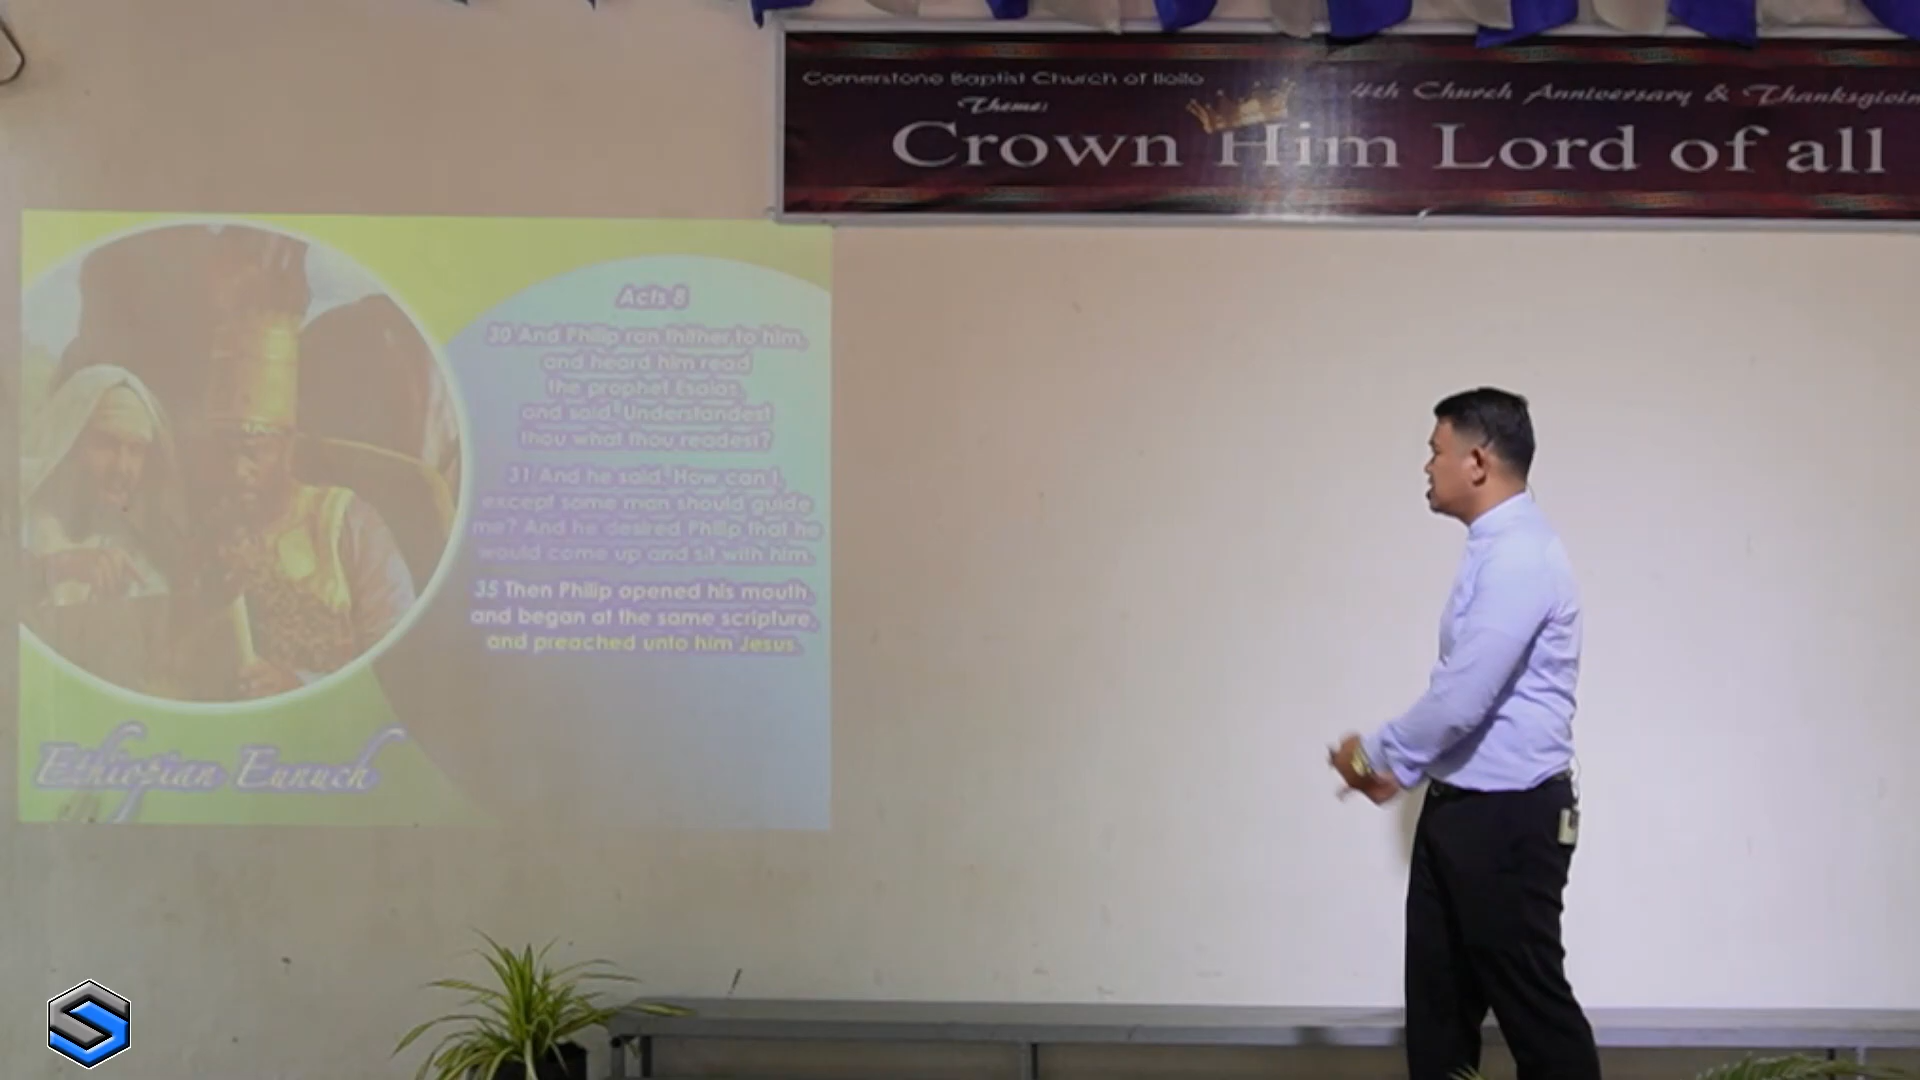 Cornerstone Baptist Church of Iloilo
4th Church Anniversary & Thanksgivin
Theme:
Crown Him Lord of all
Acts 8
30 And Philip ran thither to him,
and heard him read
the prophet Esaias,
and said, Understandest
thou what thou readest?
31 And he said, How can I,
except some man should guide
me? And he desired Philip that he
would come up and sit with him.
35 Then Philip opened his mouth,
and began at the same scripture,
and preached unto him Jesus.
Ethiopian Eunuch